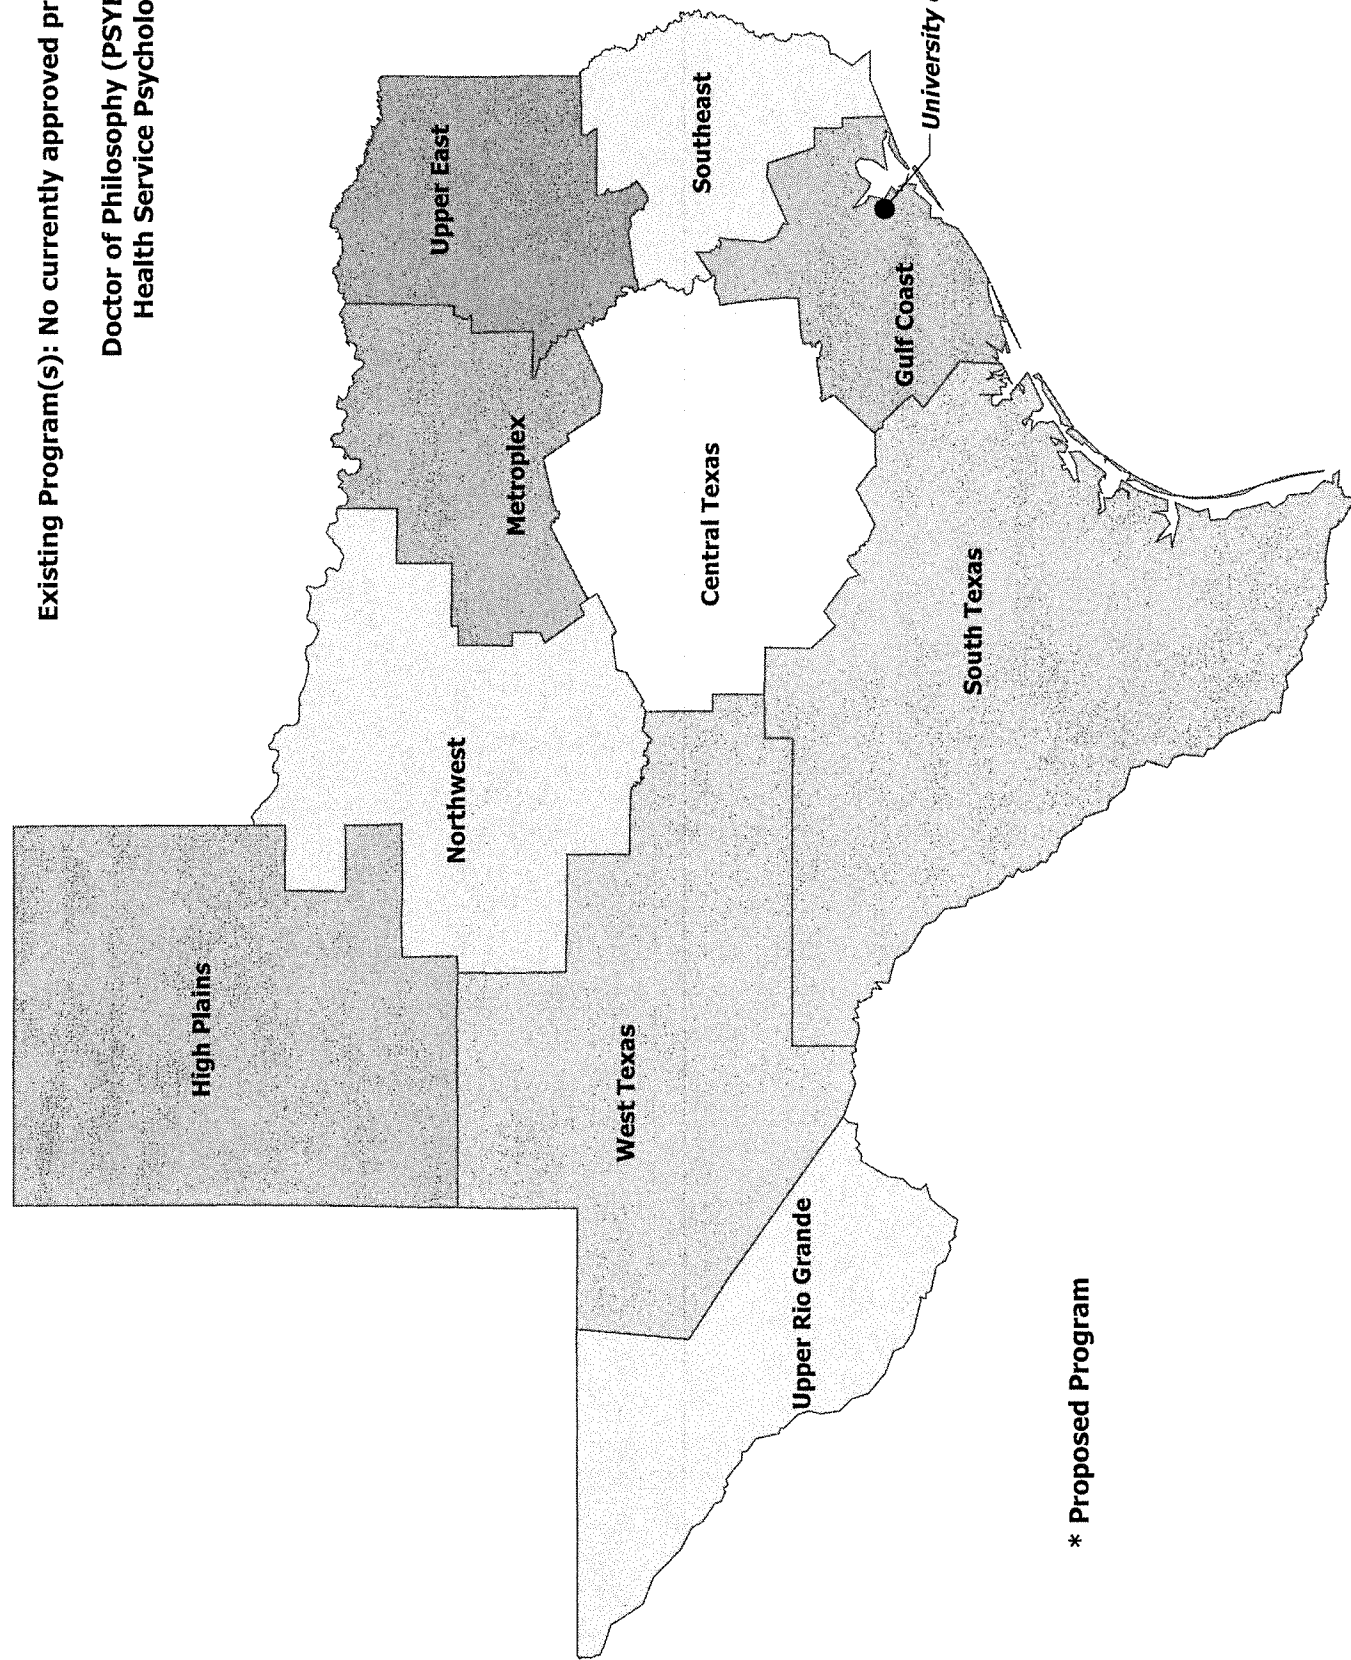 Existing Program(s): No currently approved pr
Doctor of Philosophy (PSY
Health Service Psycholo
High Plains
Northwest
Metroplex
Upper East
West Texas
Central Texas
Southeast
Upper Rio Grande
South Texas
Gulf Coast
University
* Proposed Program